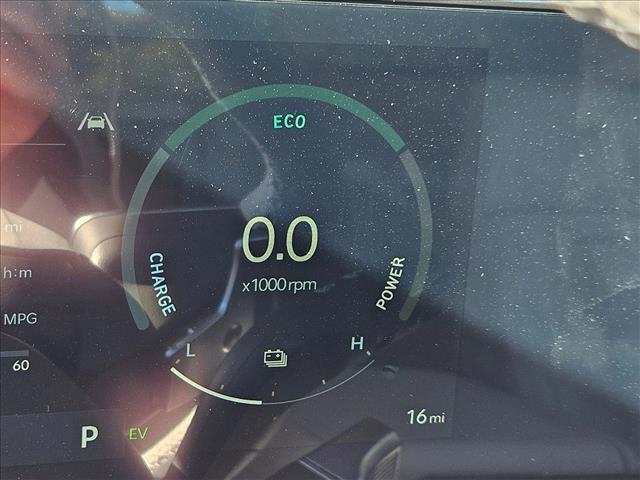 ECO
mi
0.0
h:m
CHARGE
POWER
x1000 rpm
MPG
L
H
60
16 mi
P
EV